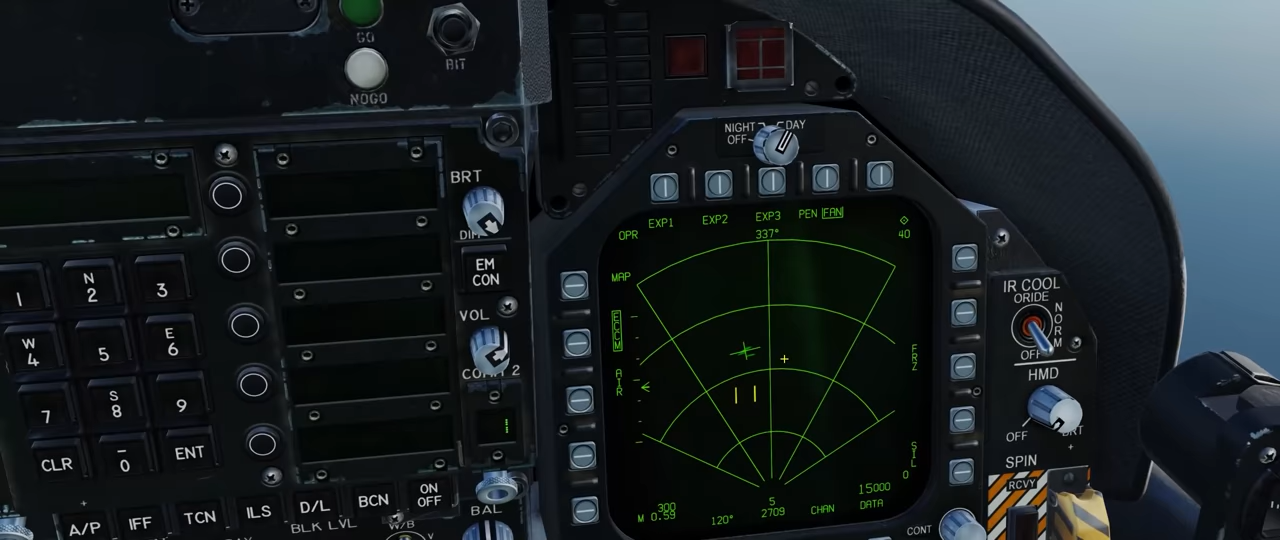 GO
NOGO
BIT
BRT
DIM
EM
CON
VOL
COMM 2
1
N
2
3
W
4
5
E
6
7
S
8
9
CLR
-
0
ENT
ON
OFF
A/P
IFF
TCN
ILS
D/L
BCN
BLK LVL
W/B
BAL
NIGHT
DAY
OFF
EXP1
EXP2
EXP3
PEN
FAN
OPR
337°
40
MAP
ECCM
AIR
FRZ
SIL
0
300
M 0.59
120°
5
2709
CHAN
15000
DATA
CONT
IR COOL
ORIDE
NORM
OFF
HMD
OFF
BRT
SPIN
RCVY